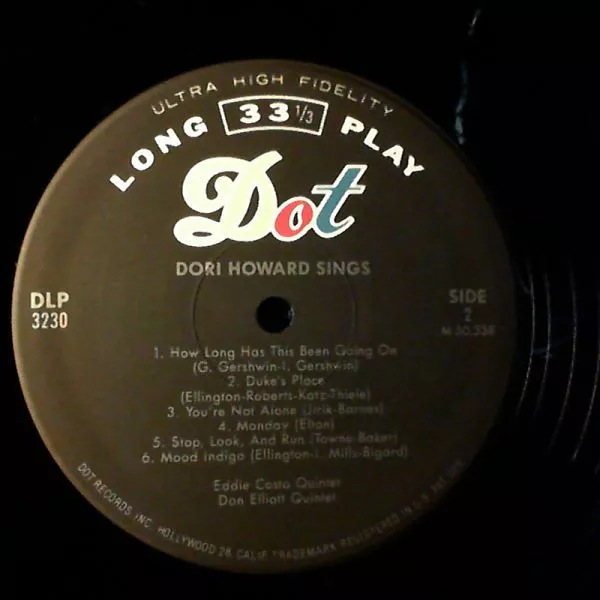 ULTRA HIGH FIDELITY
LONG 33 1/3 PLAY
Dot
DORI HOWARD SINGS
DLP
3230
SIDE
2
M 50,338
1. How Long Has This Been Going On
(G. Gershwin-I. Gershwin)
2. Duke's Place
(Ellington-Roberts-Katz-Thiele)
3. You're Not Alone (Jirik-Barnes)
4. Monday (Elton)
5. Stop, Look, And Run (Towne-Baker)
6. Mood Indigo (Ellington-I. Mills-Bigard)
Eddie Costa Quintet
Don Elliott Quintet
DOT RECORDS, INC. HOLLYWOOD 28, CALIF. TRADEMARK REGISTERED IN U.S. PAT. OFF.